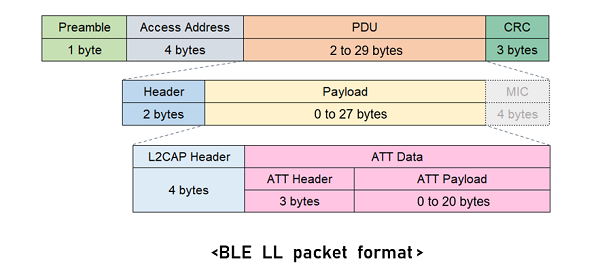 Preamble Access Address PDU CRC
1 byte 4 bytes 2 to 29 bytes 3 bytes
Header Payload MIC
2 bytes 0 to 27 bytes 4 bytes
L2CAP Header ATT Data
ATT Header ATT Payload
4 bytes 3 bytes 0 to 20 bytes
<BLE LL packet format>